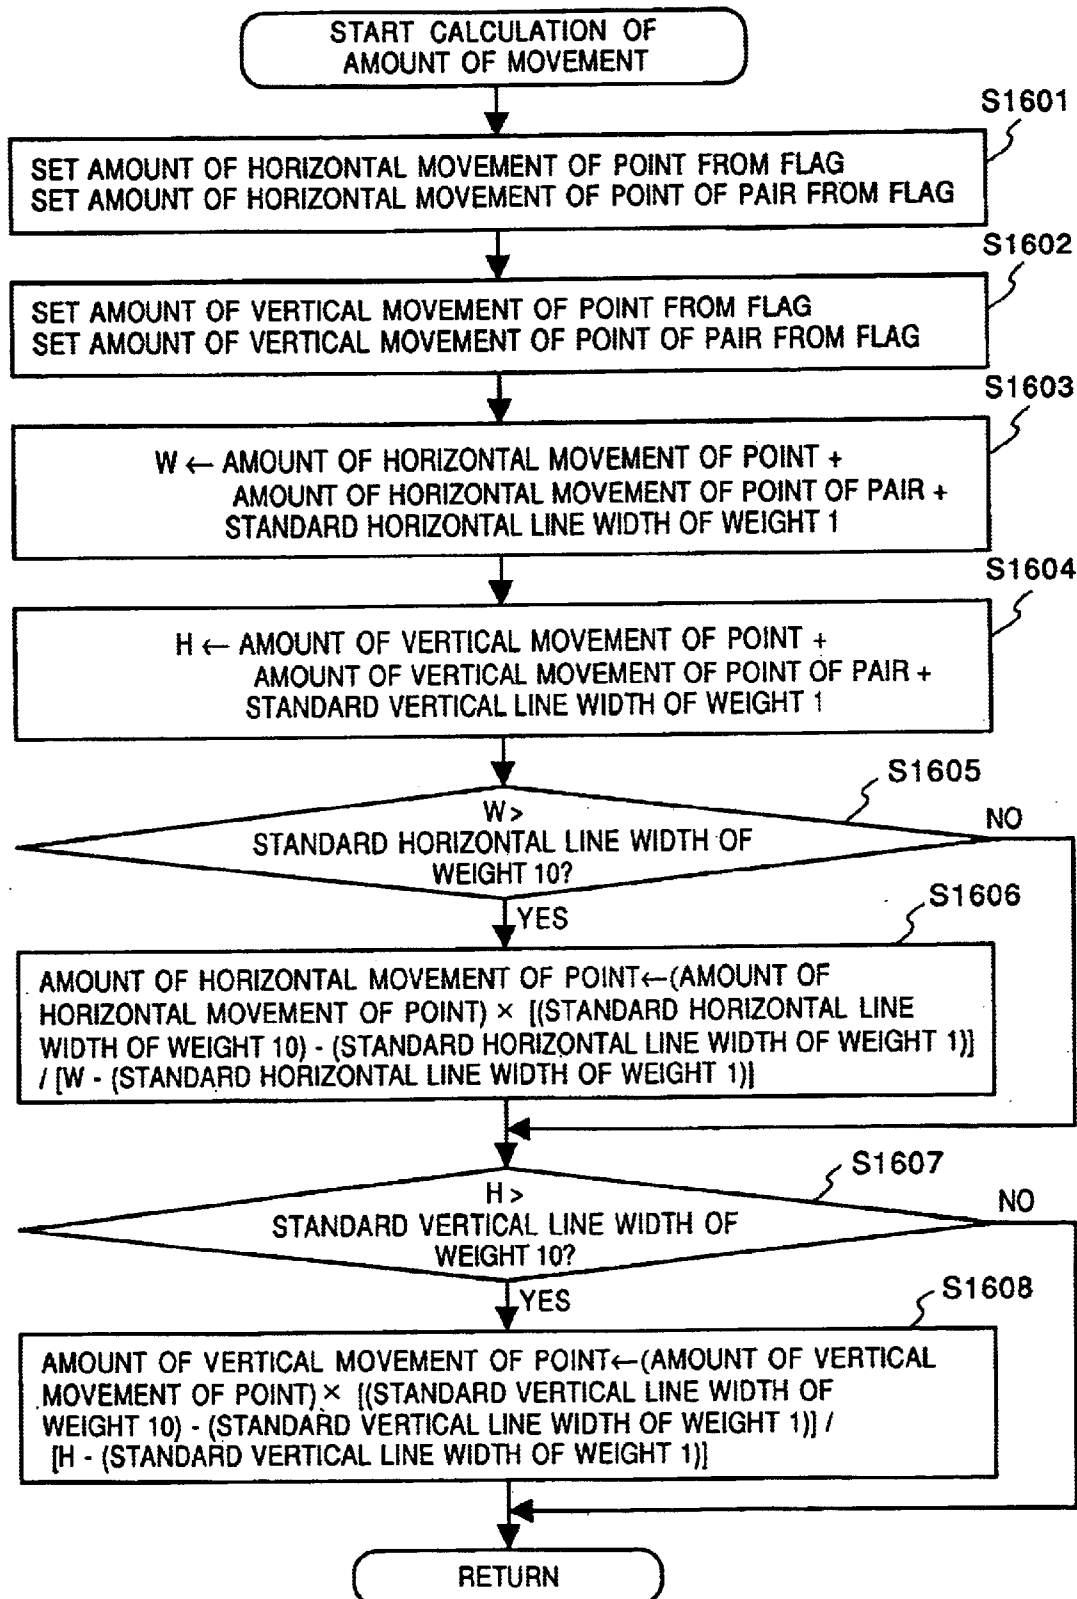 START CALCULATION OF
AMOUNT OF MOVEMENT
S1601
SET AMOUNT OF HORIZONTAL MOVEMENT OF POINT FROM FLAG
SET AMOUNT OF HORIZONTAL MOVEMENT OF POINT OF PAIR FROM FLAG
S1602
SET AMOUNT OF VERTICAL MOVEMENT OF POINT FROM FLAG
SET AMOUNT OF VERTICAL MOVEMENT OF POINT OF PAIR FROM FLAG
S1603
W ← AMOUNT OF HORIZONTAL MOVEMENT OF POINT +
AMOUNT OF HORIZONTAL MOVEMENT OF POINT OF PAIR +
STANDARD HORIZONTAL LINE WIDTH OF WEIGHT 1
S1604
H ← AMOUNT OF VERTICAL MOVEMENT OF POINT +
AMOUNT OF VERTICAL MOVEMENT OF POINT OF PAIR +
STANDARD VERTICAL LINE WIDTH OF WEIGHT 1
S1605
W >
STANDARD HORIZONTAL LINE WIDTH OF
WEIGHT 10?
NO
YES
S1606
AMOUNT OF HORIZONTAL MOVEMENT OF POINT←(AMOUNT OF
HORIZONTAL MOVEMENT OF POINT) × [(STANDARD HORIZONTAL LINE
WIDTH OF WEIGHT 10) - (STANDARD HORIZONTAL LINE WIDTH OF WEIGHT 1)]
/ [W - (STANDARD HORIZONTAL LINE WIDTH OF WEIGHT 1)]
S1607
H >
STANDARD VERTICAL LINE WIDTH OF
WEIGHT 10?
NO
YES
S1608
AMOUNT OF VERTICAL MOVEMENT OF POINT←(AMOUNT OF VERTICAL
MOVEMENT OF POINT) × [(STANDARD VERTICAL LINE WIDTH OF
WEIGHT 10) - (STANDARD VERTICAL LINE WIDTH OF WEIGHT 1)] /
[H - (STANDARD VERTICAL LINE WIDTH OF WEIGHT 1)]
RETURN